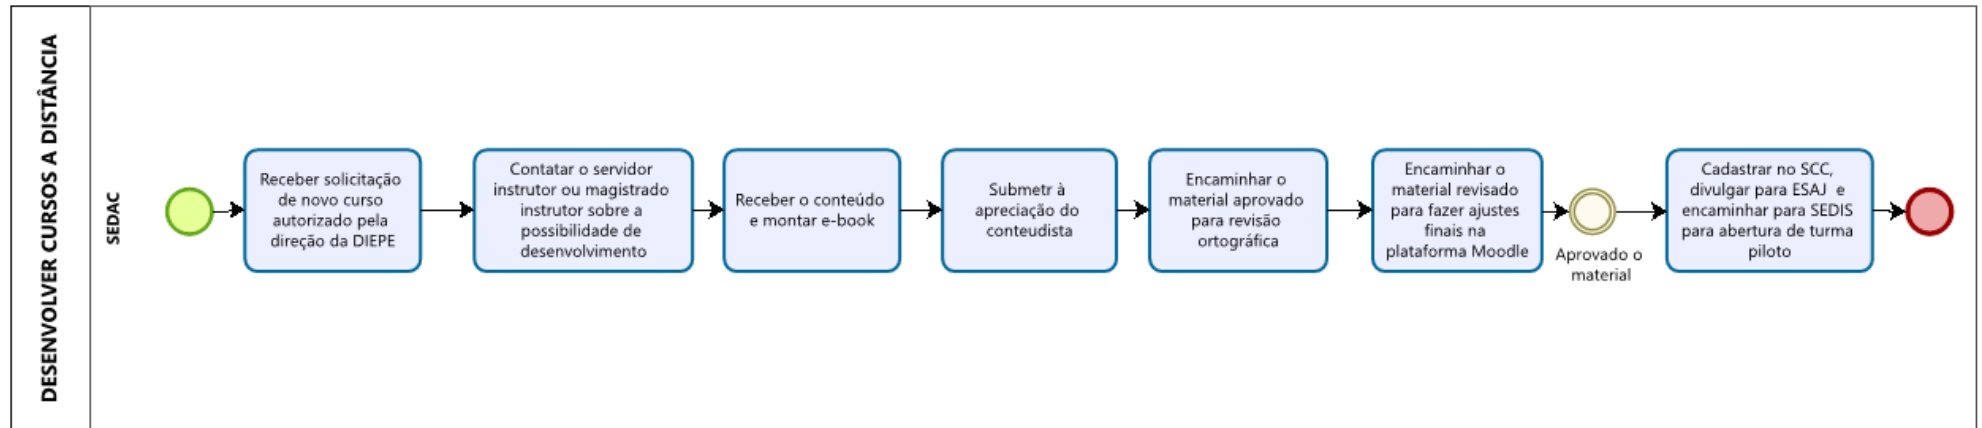 DESENVOLVER CURSOS A DISTÂNCIA
SEDAC
Receber solicitação
de novo curso
autorizado pela
direção da DIEPE
Contatar o servidor
instrutor ou magistrado
instrutor sobre a
possibilidade de
desenvolvimento
Receber o conteúdo
e montar e-book
Submetr à
apreciação do
conteudista
Encaminhar o
material aprovado
para revisão
ortográfica
Encaminhar o
material revisado
para fazer ajustes
finais na
plataforma Moodle
Aprovado o
material
Cadastrar no SCC,
divulgar para ESAJ e
encaminhar para SEDIS
para abertura de turma
piloto